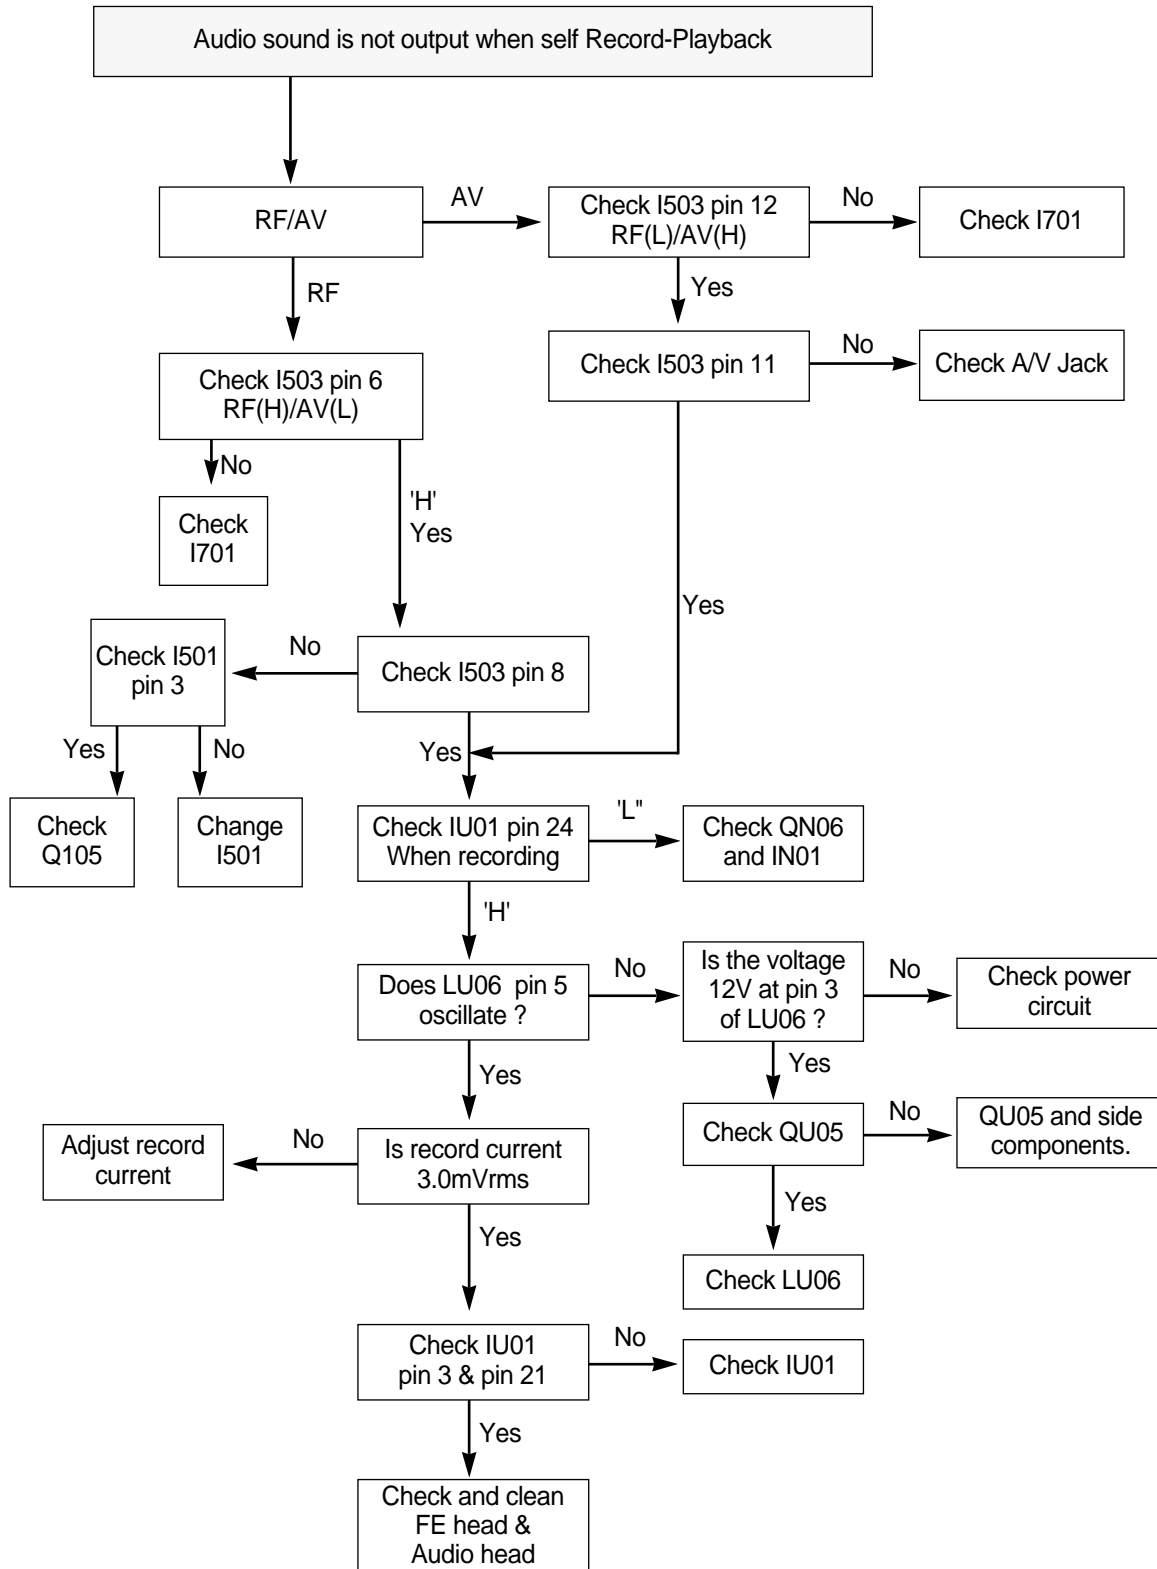 Audio sound is not output when self Record-Playback
RF/AV
AV
Check I503 pin 12
RF(L)/AV(H)
No
Check I701
RF
Yes
Check I503 pin 6
RF(H)/AV(L)
Check I503 pin 11
No
Check A/V Jack
No
'H'
Yes
Check
I701
Yes
Check I501
pin 3
No
Check I503 pin 8
Yes
No
Yes
Check
Q105
Change
I501
Check IU01 pin 24
When recording
'L"
Check QN06
and IN01
'H'
Does LU06 pin 5
oscillate ?
No
Is the voltage
12V at pin 3
of LU06 ?
No
Check power
circuit
Yes
Yes
Adjust record
current
No
Is record current
3.0mVrms
Check QU05
No
QU05 and side
components.
Yes
Yes
Check LU06
Check IU01
pin 3 & pin 21
No
Check IU01
Yes
Check and clean
FE head &
Audio head